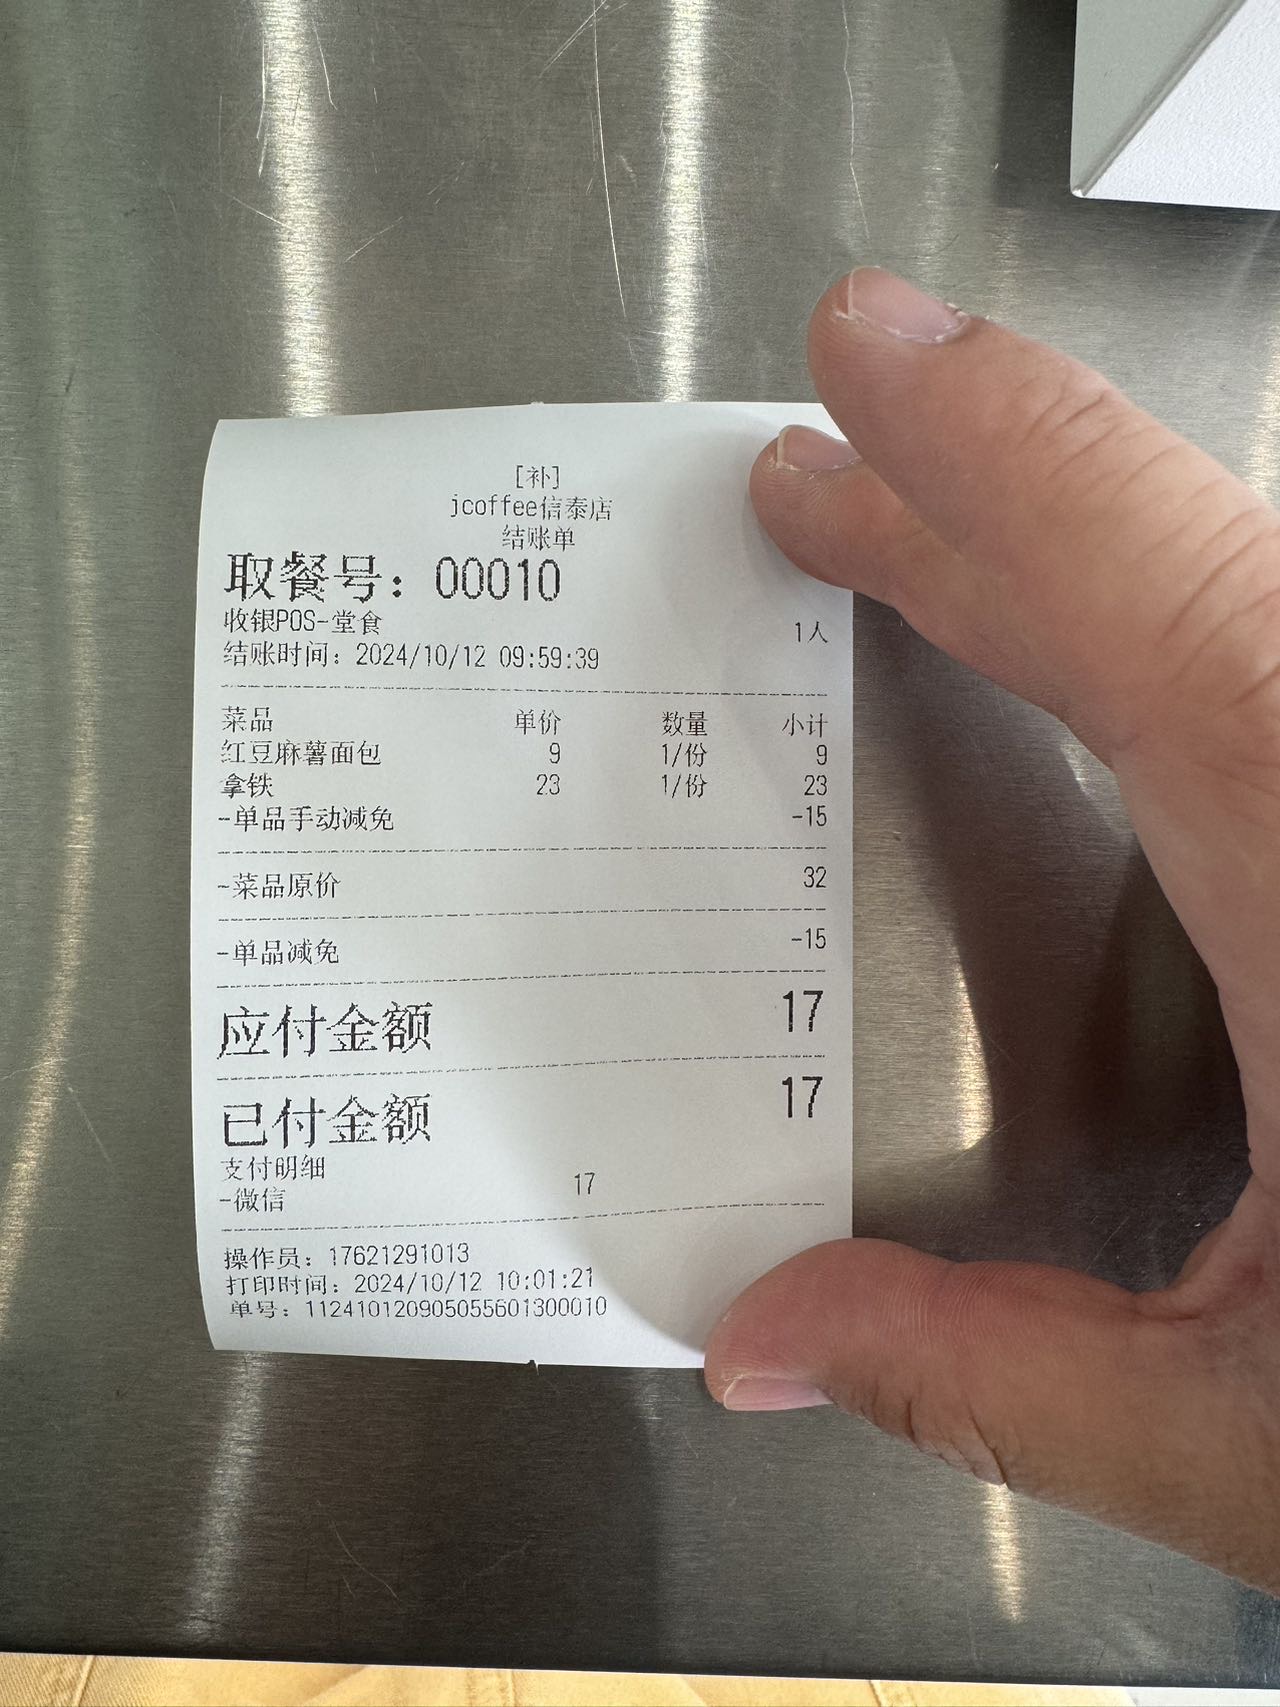 [补]
jcoffee信泰店
结账单
取餐号：00010
收银POS-堂食 1人
结账时间：2024/10/12 09:59:39
菜品 单价 数量 小计
红豆麻薯面包 9 1/份 9
拿铁 23 1/份 23
-单品手动减免 -15
-菜品原价 32
-单品减免 -15
应付金额 17
已付金额 17
支付明细
-微信 17
操作员：17621291013
打印时间：2024/10/12 10:01:21
单号：112410120905055601300010